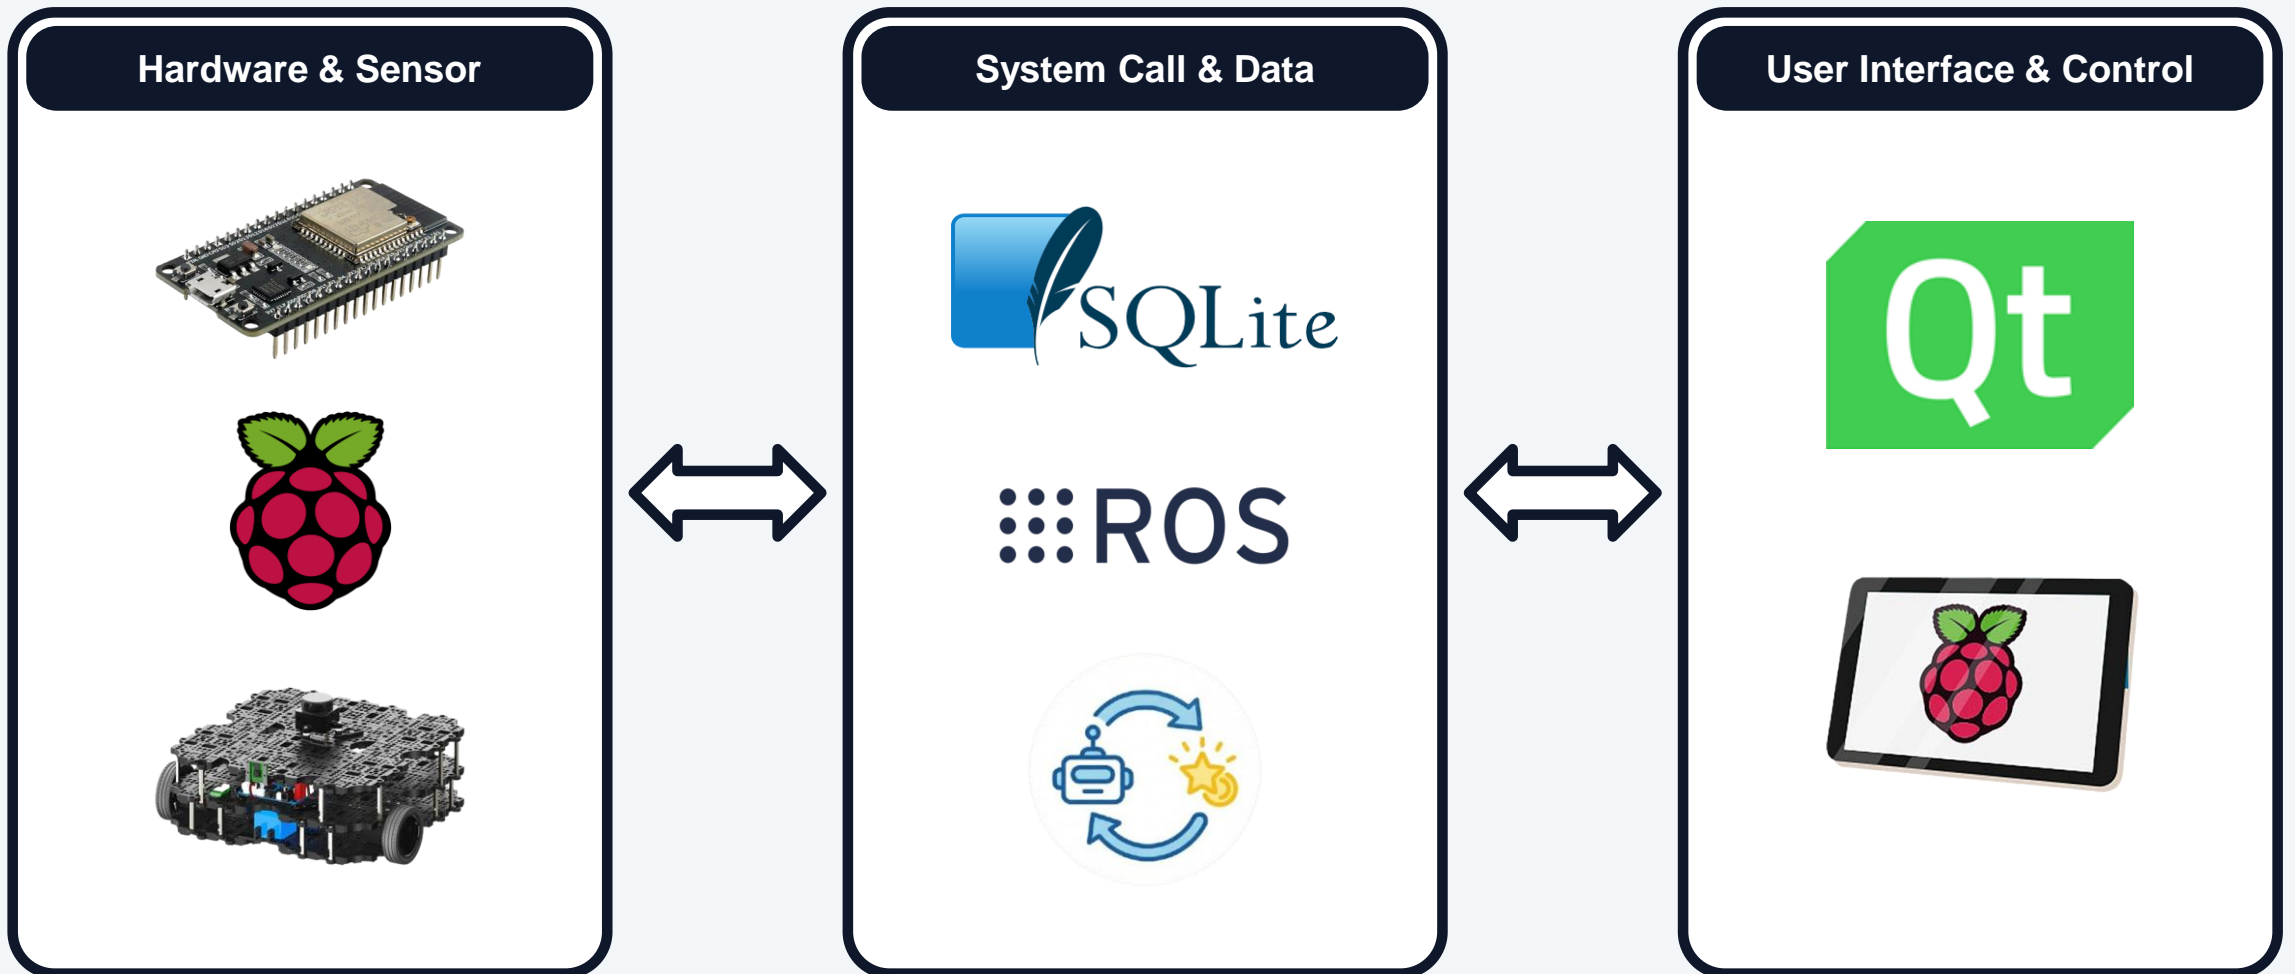 Hardware & Sensor
System Call & Data
User Interface & Control
SQLite
ROS
Qt